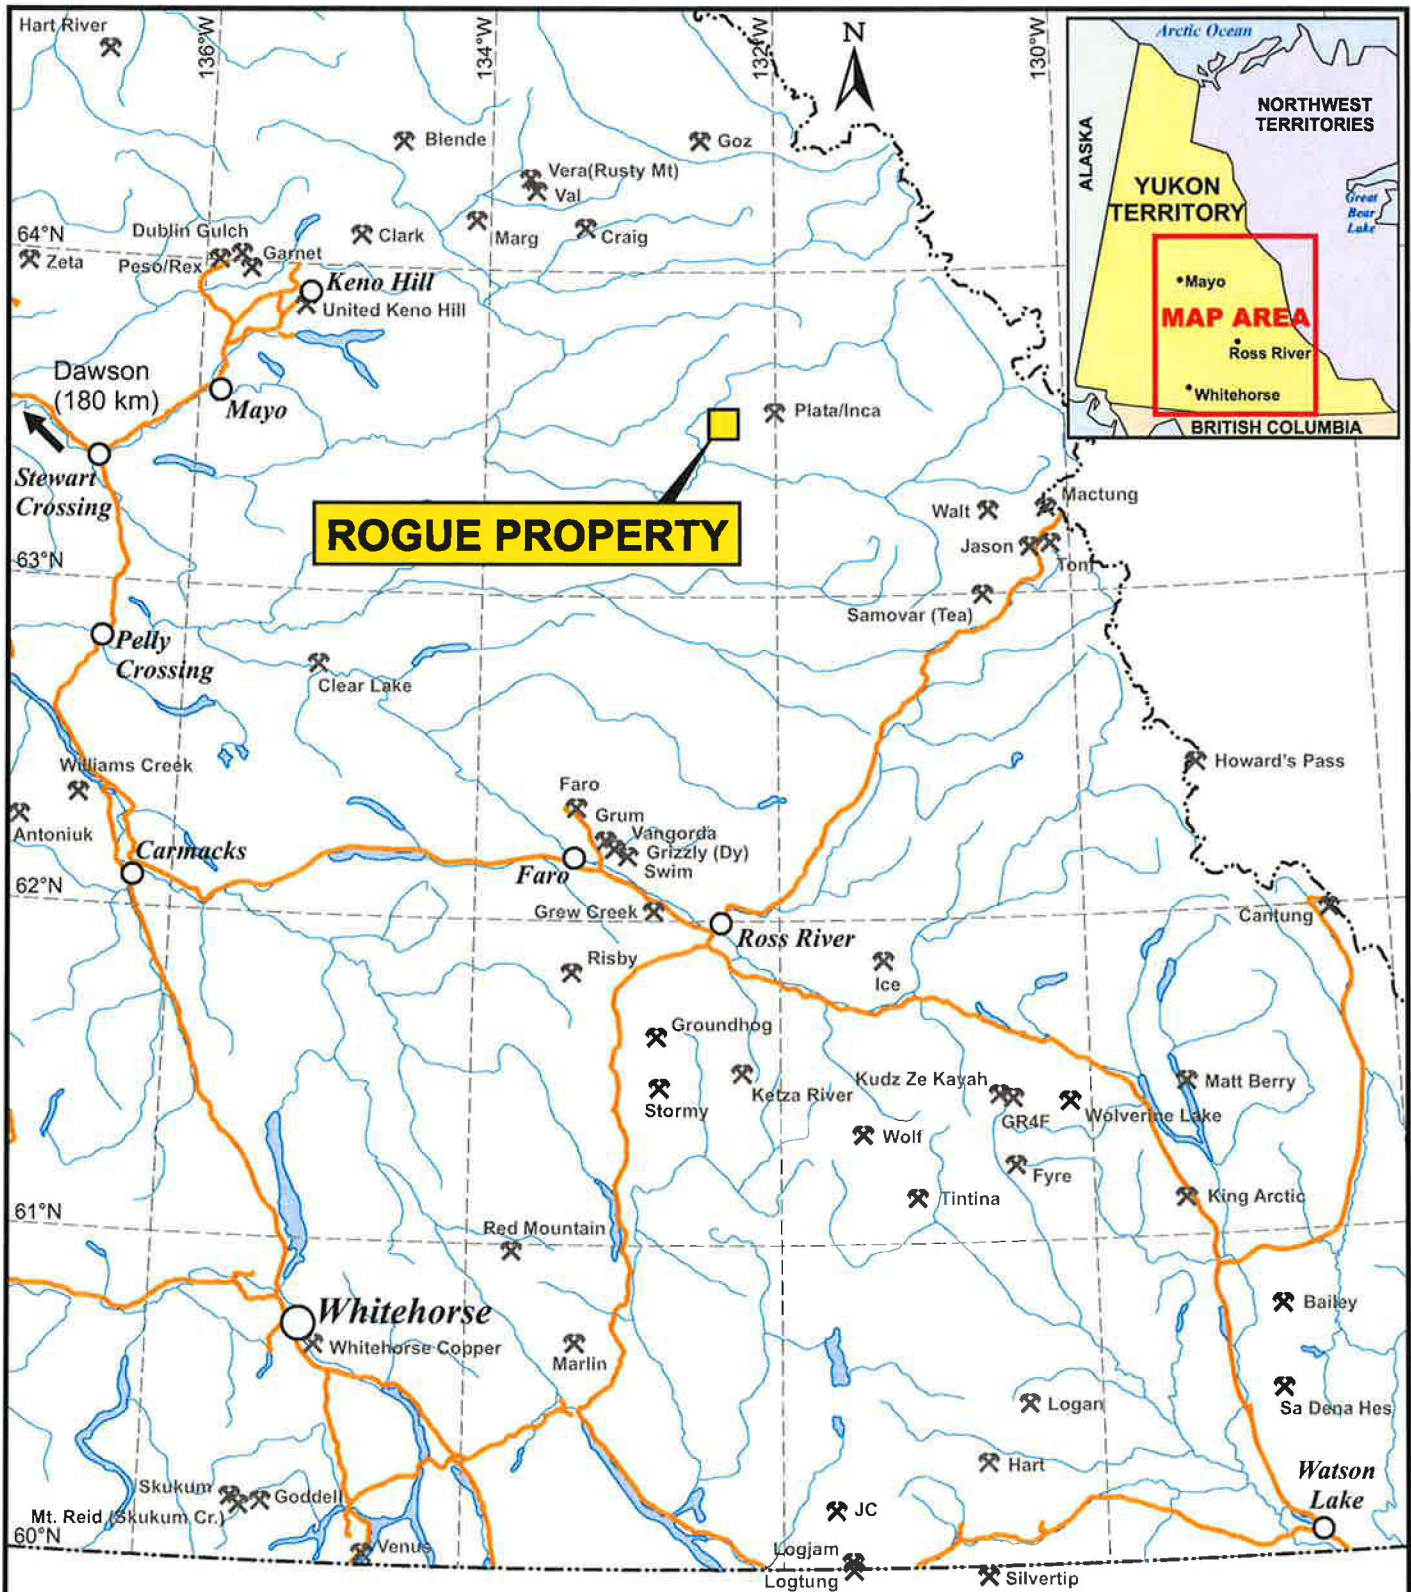 Hart River
136°W
134°W
132°W
130°W
N
Arctic Ocean
NORTHWEST
TERRITORIES
ALASKA
YUKON
TERRITORY
Great
Bear
Lake
Mayo
MAP AREA
Ross River
Whitehorse
BRITISH COLUMBIA
Blende
Goz
Vera(Rusty Mt)
Val
64°N
Dublin Gulch
Clark
Marg
Craig
Zeta
Peso/Rex
Garnet
Keno Hill
United Keno Hill
Dawson
(180 km)
Mayo
Plata/Inca
Stewart
Crossing
ROGUE PROPERTY
Walt
Mactung
Jason
Tom
63°N
Samovar (Tea)
Pelly
Crossing
Clear Lake
Williams Creek
Howard's Pass
Antoniuk
Faro
Grum
Vangorda
Grizzly (Dy)
Swim
Carmacks
Faro
62°N
Grew Creek
Ross River
Cantung
Risby
Ice
Groundhog
Stormy
Ketza River
Kudz Ze Kayah
GR4F
Wolverine Lake
Matt Berry
Wolf
Fyre
Tintina
King Arctic
61°N
Red Mountain
Whitehorse
Whitehorse Copper
Marlin
Bailey
Logan
Sa Dena Hes
Hart
Watson
Lake
Skukum
Goddell
Mt. Reid (Skukum Cr.)
JC
60°N
Venus
Logjam
Logtung
Silvertip